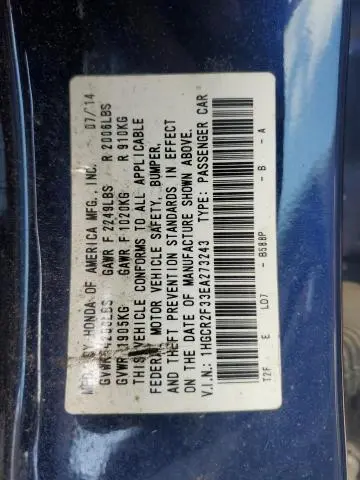 MFD. BY HONDA OF AMERICA MFG., INC. 07/14
GVWR 4200LBS GAWR F 2249LBS R 2006LBS
GVWR 1905KG GAWR F 1020KG R 910KG
THIS VEHICLE CONFORMS TO ALL APPLICABLE
FEDERAL MOTOR VEHICLE SAFETY, BUMPER,
AND THEFT PREVENTION STANDARDS IN EFFECT
ON THE DATE OF MANUFACTURE SHOWN ABOVE.
V.I.N.: 1HGCR2F33EA273243 TYPE: PASSENGER CAR
T2F E LD7 - B588P - B - A